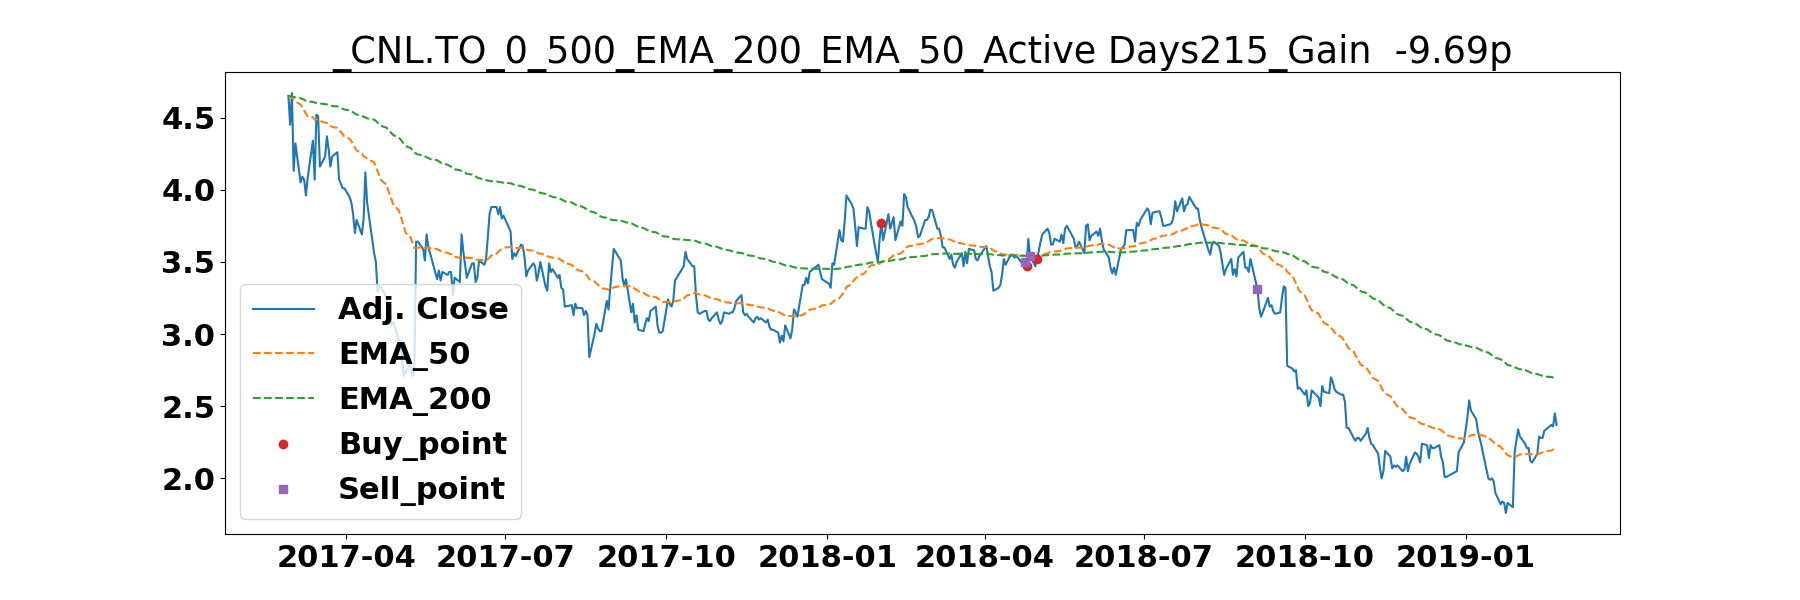 _CNL.TO_0_500_EMA_200_EMA_50_Active Days215_Gain  -9.69p
4.5
4.0
3.5
3.0
2.5
2.0
Adj. Close
EMA_50
EMA_200
Buy_point
Sell_point
2017-04 2017-07 2017-10 2018-01 2018-04 2018-07 2018-10 2019-01